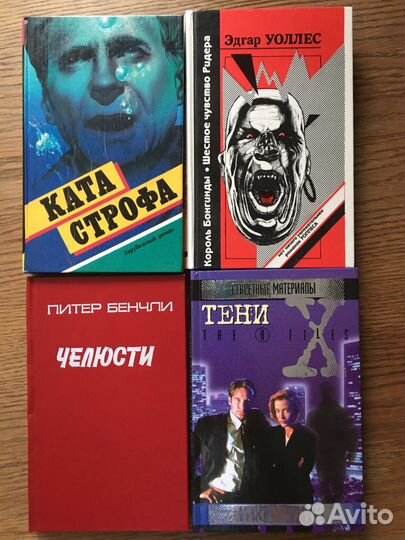 КАТА
СТРОФА
зарубежный роман
Эдгар УОЛЛЕС
Король Бонгинды • Шестое чувство Ридера
ПИТЕР БЕНЧЛИ
ЧЕЛЮСТИ
СЕКРЕТНЫЕ МАТЕРИАЛЫ
X
ТЕНИ
THE X FILES
Avito